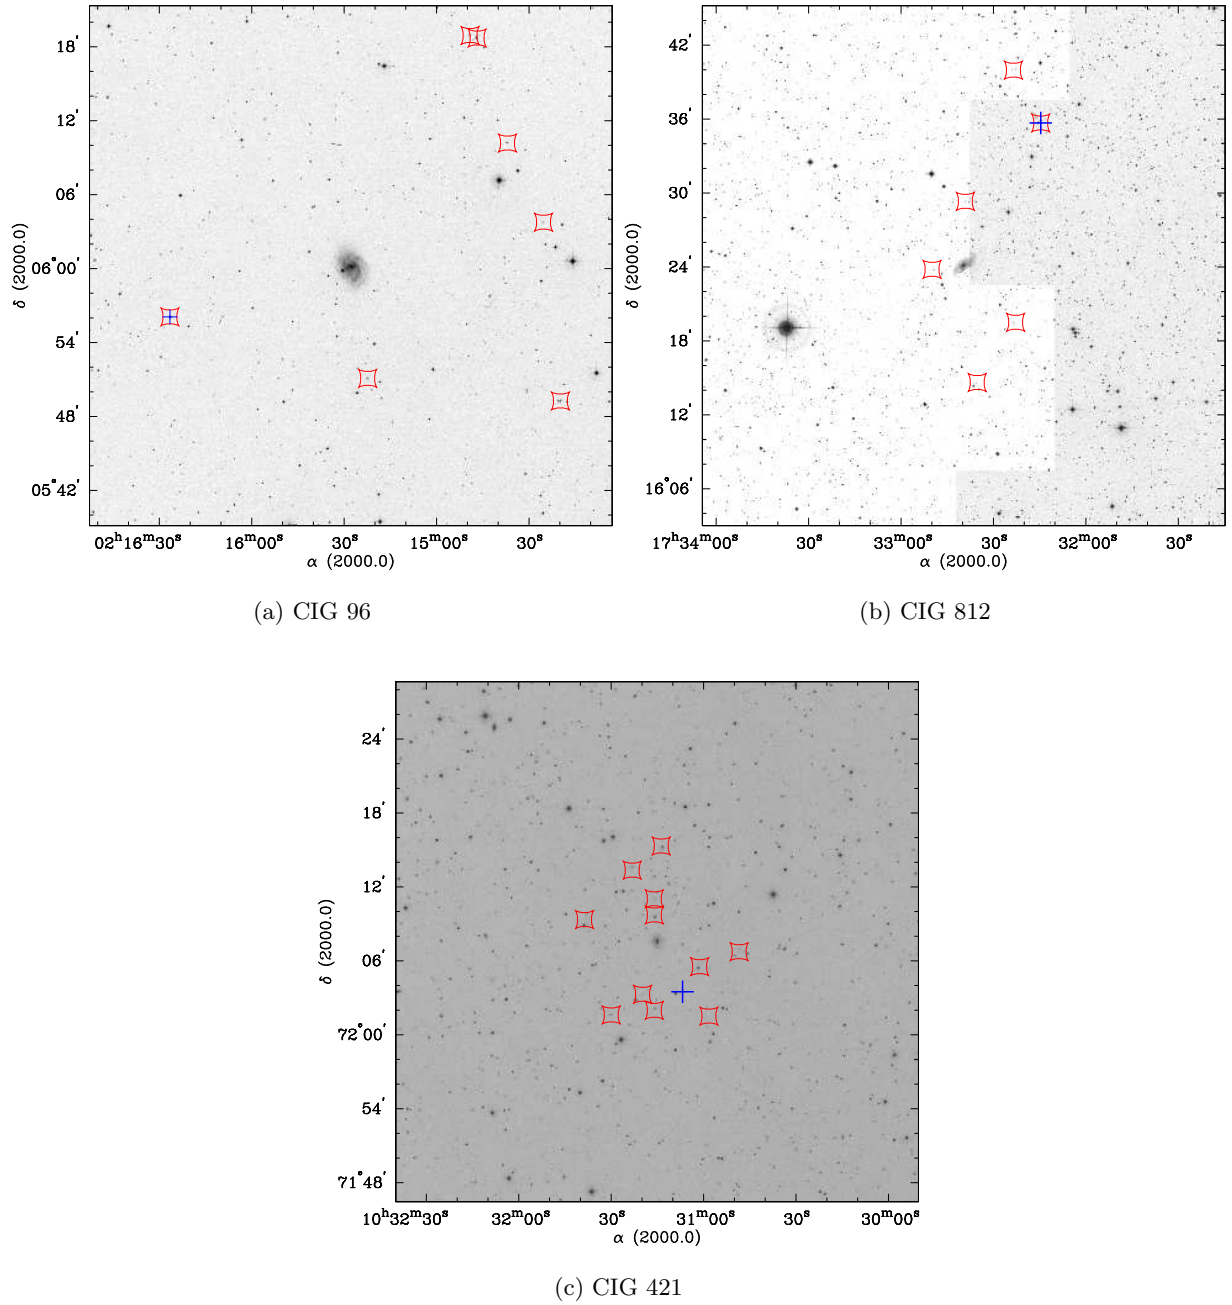 18′
12′
06′
06°00′
54′
48′
05°42′
δ (2000.0)
02ʰ16ᵐ30ˢ 16ᵐ00ˢ 30ˢ 15ᵐ00ˢ 30ˢ
α (2000.0)
(a) CIG 96
42′
36′
30′
24′
18′
12′
16°06′
δ (2000.0)
17ʰ34ᵐ00ˢ 30ˢ 33ᵐ00ˢ 30ˢ 32ᵐ00ˢ 30ˢ
α (2000.0)
(b) CIG 812
24′
18′
12′
06′
72°00′
54′
71°48′
δ (2000.0)
10ʰ32ᵐ30ˢ 32ᵐ00ˢ 30ˢ 31ᵐ00ˢ 30ˢ 30ᵐ00ˢ
α (2000.0)
(c) CIG 421